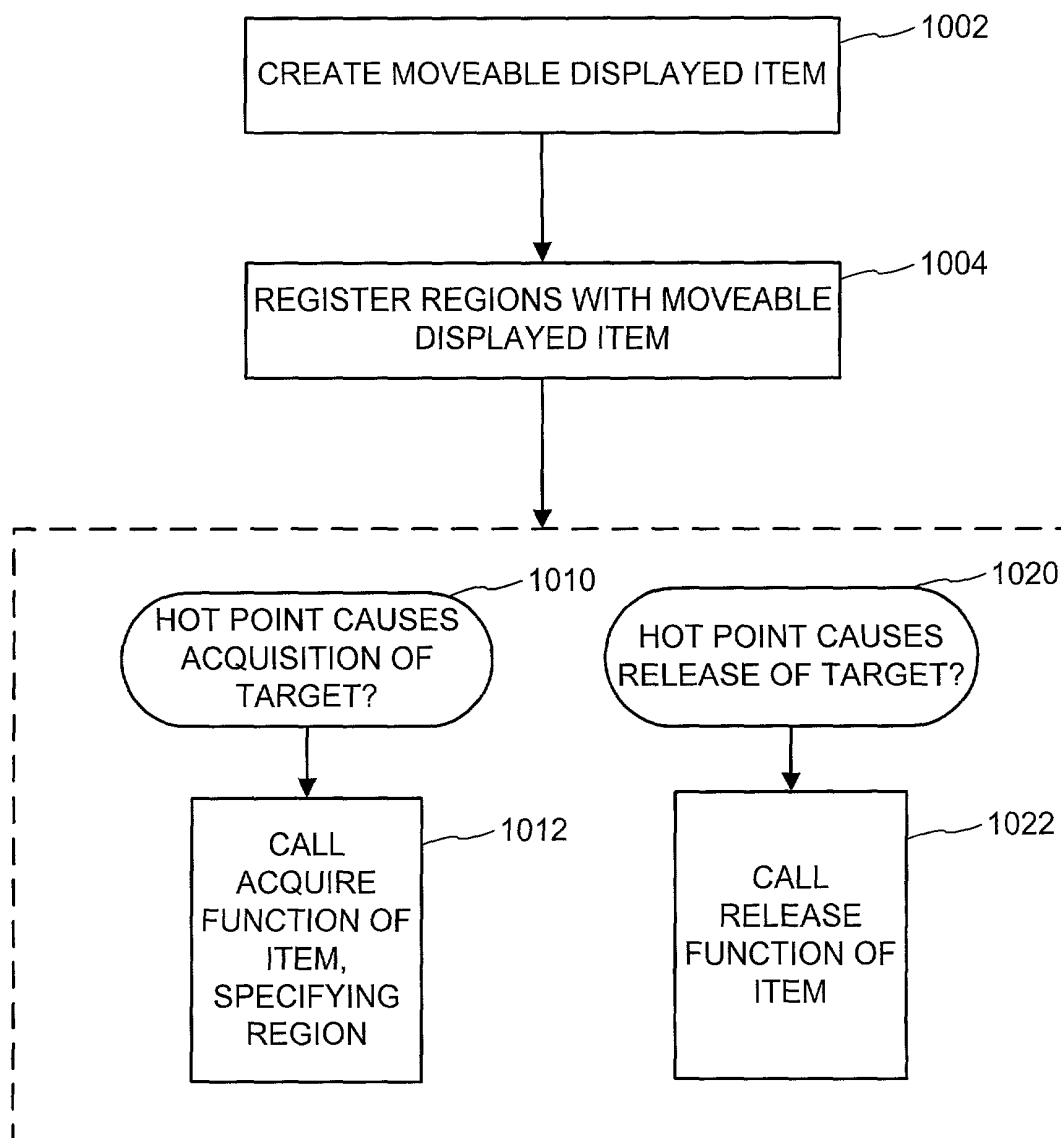 1002
CREATE MOVEABLE DISPLAYED ITEM
1004
REGISTER REGIONS WITH MOVEABLE
DISPLAYED ITEM
1010
HOT POINT CAUSES
ACQUISITION OF
TARGET?
1020
HOT POINT CAUSES
RELEASE OF TARGET?
1012
CALL
ACQUIRE
FUNCTION OF
ITEM,
SPECIFYING
REGION
1022
CALL
RELEASE
FUNCTION OF
ITEM